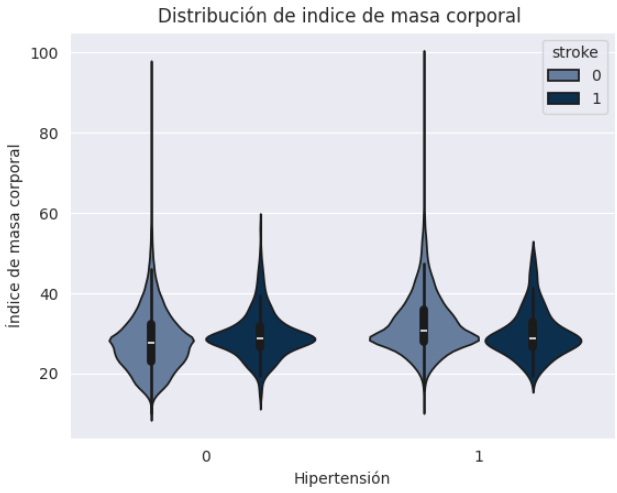 Distribución de indice de masa corporal
stroke
0
1
100
80
60
40
20
Índice de masa corporal
0
1
Hipertensión